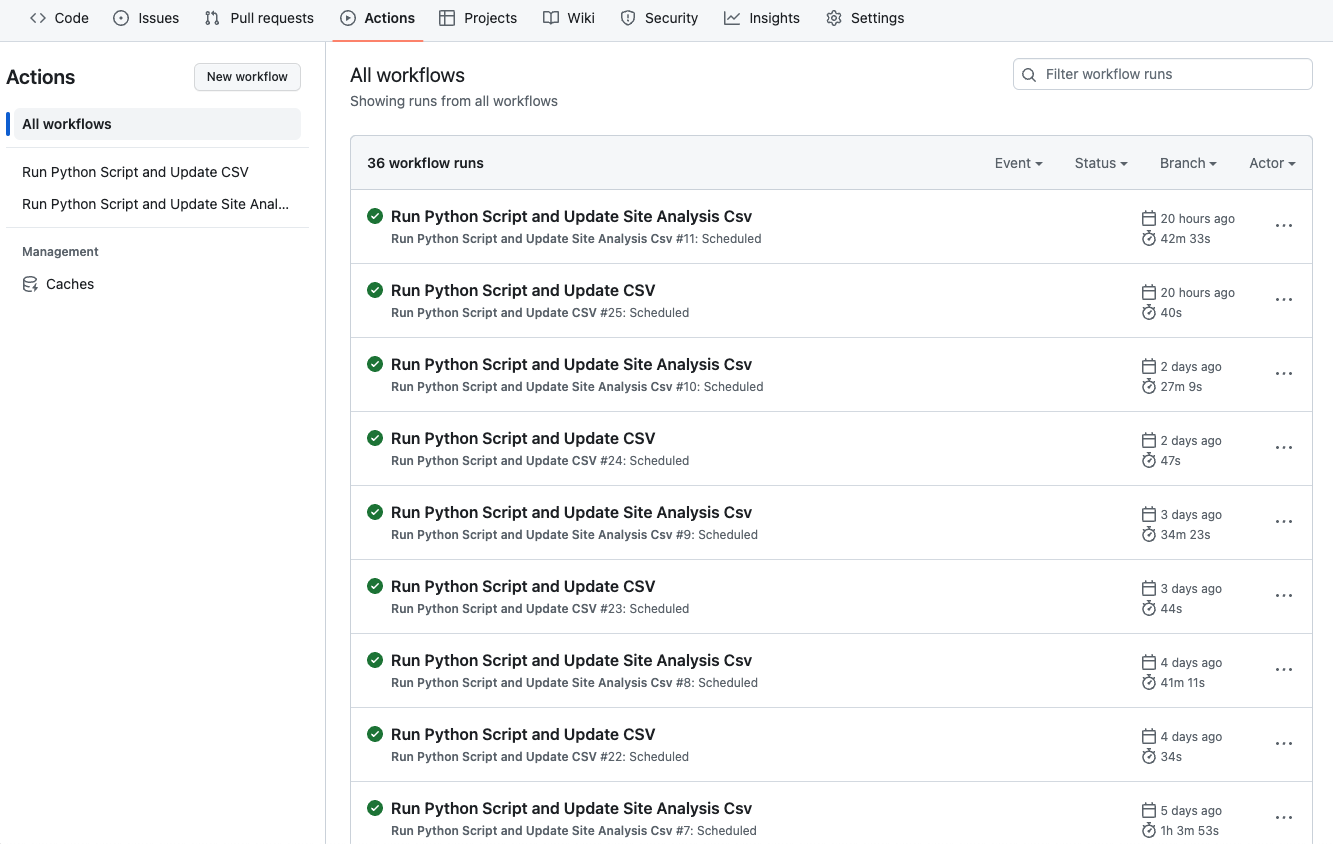 Code Issues Pull requests Actions Projects Wiki Security Insights Settings
Actions
New workflow
All workflows
Run Python Script and Update CSV
Run Python Script and Update Site Anal...
Management
Caches
All workflows
Showing runs from all workflows
Filter workflow runs
36 workflow runs
Event Status Branch Actor
Run Python Script and Update Site Analysis Csv
Run Python Script and Update Site Analysis Csv #11: Scheduled
20 hours ago
42m 33s
Run Python Script and Update CSV
Run Python Script and Update CSV #25: Scheduled
20 hours ago
40s
Run Python Script and Update Site Analysis Csv
Run Python Script and Update Site Analysis Csv #10: Scheduled
2 days ago
27m 9s
Run Python Script and Update CSV
Run Python Script and Update CSV #24: Scheduled
2 days ago
47s
Run Python Script and Update Site Analysis Csv
Run Python Script and Update Site Analysis Csv #9: Scheduled
3 days ago
34m 23s
Run Python Script and Update CSV
Run Python Script and Update CSV #23: Scheduled
3 days ago
44s
Run Python Script and Update Site Analysis Csv
Run Python Script and Update Site Analysis Csv #8: Scheduled
4 days ago
41m 11s
Run Python Script and Update CSV
Run Python Script and Update CSV #22: Scheduled
4 days ago
34s
Run Python Script and Update Site Analysis Csv
Run Python Script and Update Site Analysis Csv #7: Scheduled
5 days ago
1h 3m 53s